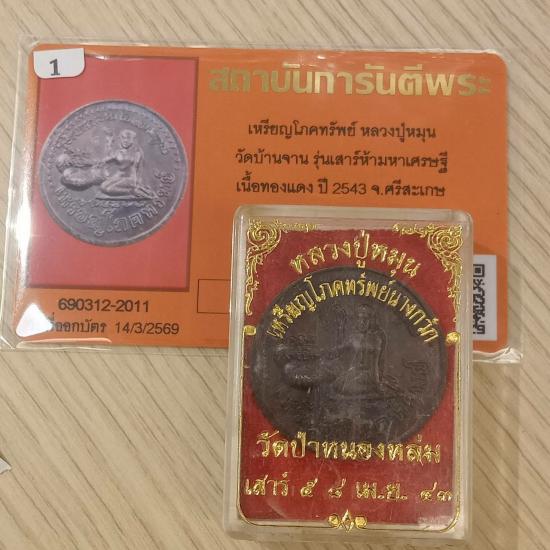 1
สถาบันการันตีพระ
เหรียญโภคทรัพย์ หลวงปู่หมุน
วัดบ้านจาน รุ่นเสาร์ห้ามหาเศรษฐี
เนื้อทองแดง ปี 2543 จ.ศรีสะเกษ
690312-2011
ออกบัตร 14/3/2569
หลวงปู่หมุน
เหรียญโภคทรัพย์นางกวัก
วัดป่าหนองหล่ม
เสาร์ ๕ ๘ เม.ย. ๔๓